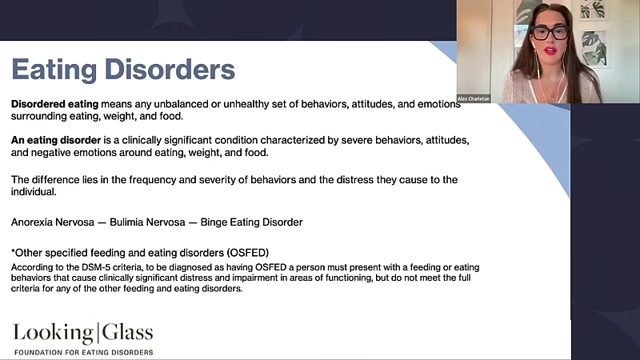 Eating Disorders
Disordered eating means any unbalanced or unhealthy set of behaviors, attitudes, and emotions
surrounding eating, weight, and food.
An eating disorder is a clinically significant condition characterized by severe behaviors, attitudes,
and negative emotions around eating, weight, and food.
The difference lies in the frequency and severity of behaviors and the distress they cause to the
individual.
Anorexia Nervosa — Bulimia Nervosa — Binge Eating Disorder
*Other specified feeding and eating disorders (OSFED)
According to the DSM-5 criteria, to be diagnosed as having OSFED a person must present with a feeding or eating
behaviors that cause clinically significant distress and impairment in areas of functioning, but do not meet the full
criteria for any of the other feeding and eating disorders.
Looking|Glass
FOUNDATION FOR EATING DISORDERS
Alex Charleton